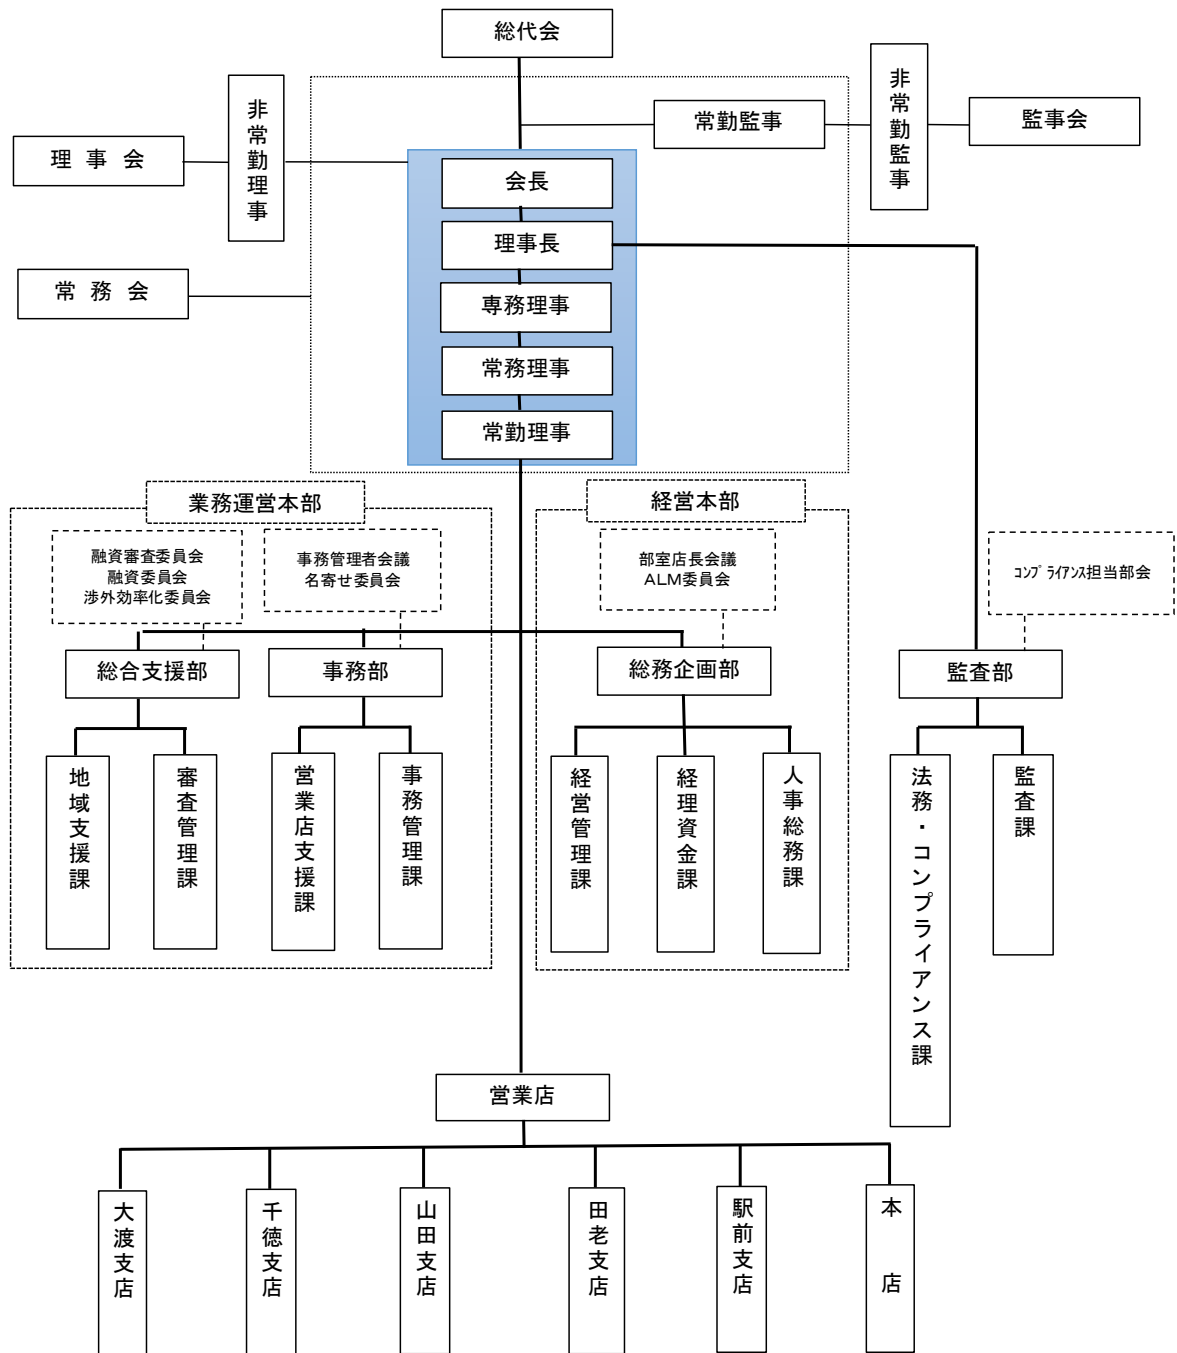 総代会
非常勤理事
非常勤監事
常勤監事
監事会
理 事 会
会長
理事長
常 務 会
専務理事
常務理事
常勤理事
業務運営本部
経営本部
融資審査委員会
融資委員会
渉外効率化委員会
事務管理者会議
名寄せ委員会
部室店長会議
ALM委員会
ｺﾝﾌﾟﾗｲｱﾝｽ担当部会
総合支援部
事務部
総務企画部
監査部
地域支援課
審査管理課
営業店支援課
事務管理課
経営管理課
経理資金課
人事総務課
法務・コンプライアンス課
監査課
営業店
大渡支店
千徳支店
山田支店
田老支店
駅前支店
本 店